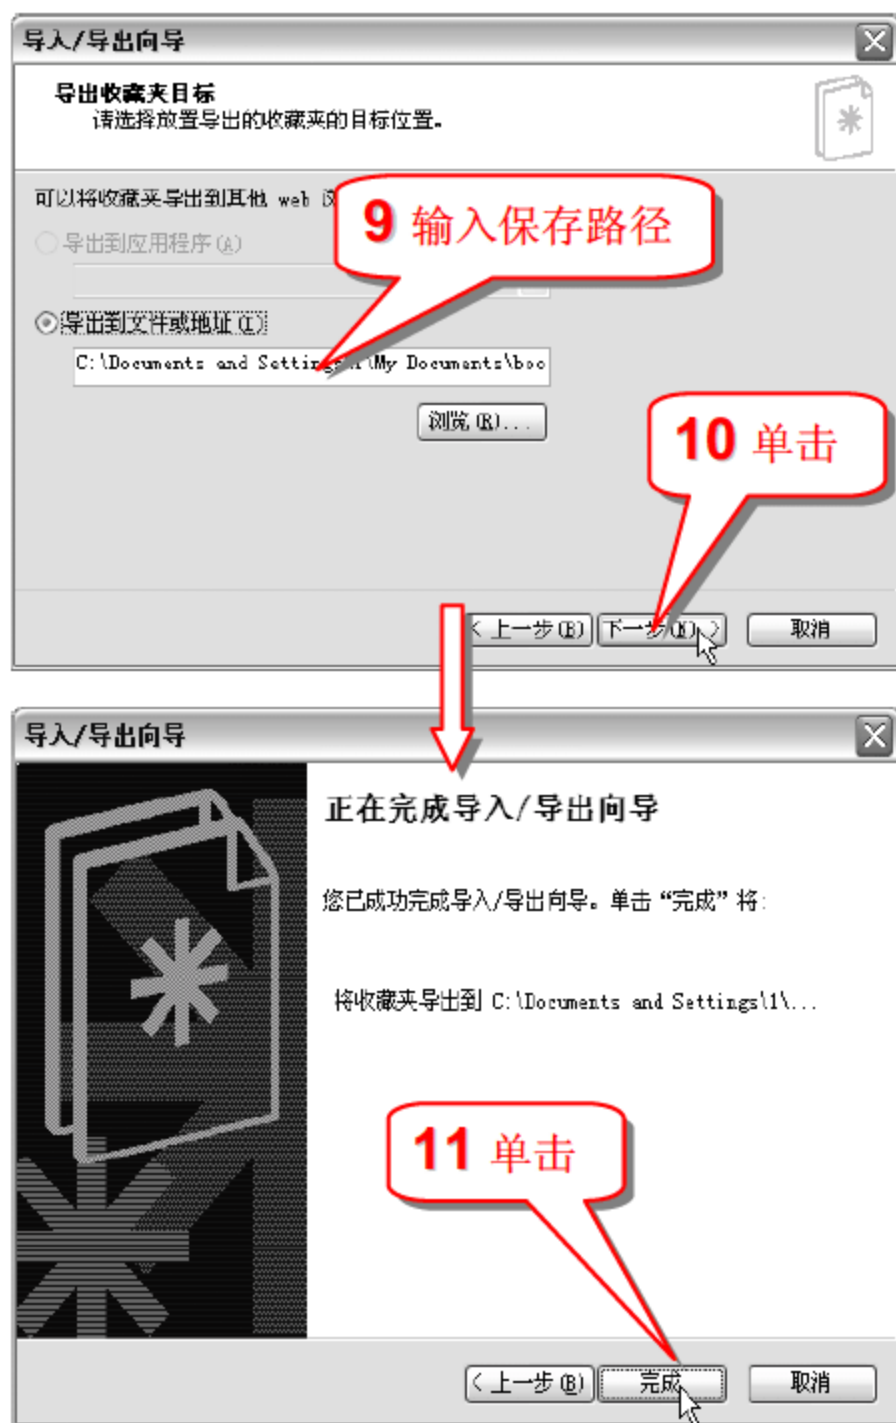 导入/导出向导
导出收藏夹目标
请选择放置导出的收藏夹的目标位置。
可以将收藏夹导出到其他 web
9 输入保存路径
导出到应用程序(A)
导出到文件或地址(I)
C:\Documents and Settings\1\My Documents\boo
浏览(R)...
10 单击
< 上一步(B) 下一步(N) > 取消
导入/导出向导
正在完成导入/导出向导
您已成功完成导入/导出向导。单击“完成”将:
将收藏夹导出到 C:\Documents and Settings\1\...
11 单击
< 上一步(B) 完成 取消